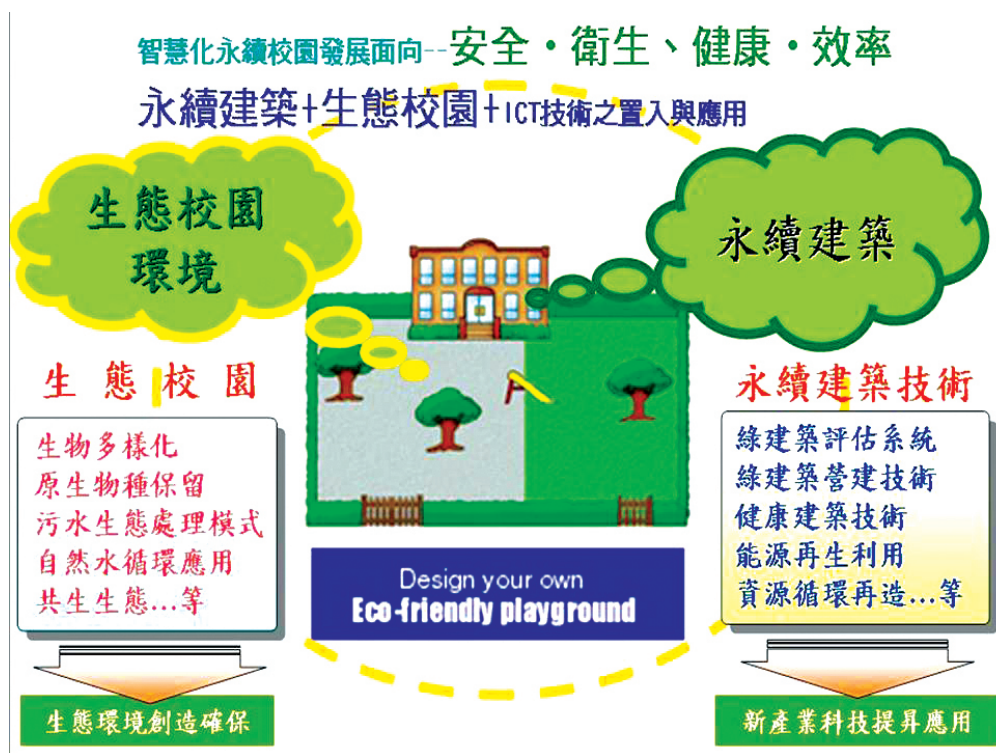 智慧化永續校園發展面向--安全・衛生、健康・效率
永續建築+生態校園+ICT技術之置入與應用
生態校園
環境
永續建築
生態校園
生物多樣化
原生物種保留
污水生態處理模式
自然水循環應用
共生生態...等
生態環境創造確保
Design your own
Eco-friendly playground
永續建築技術
綠建築評估系統
綠建築營建技術
健康建築技術
能源再生利用
資源循環再造...等
新產業科技提昇應用